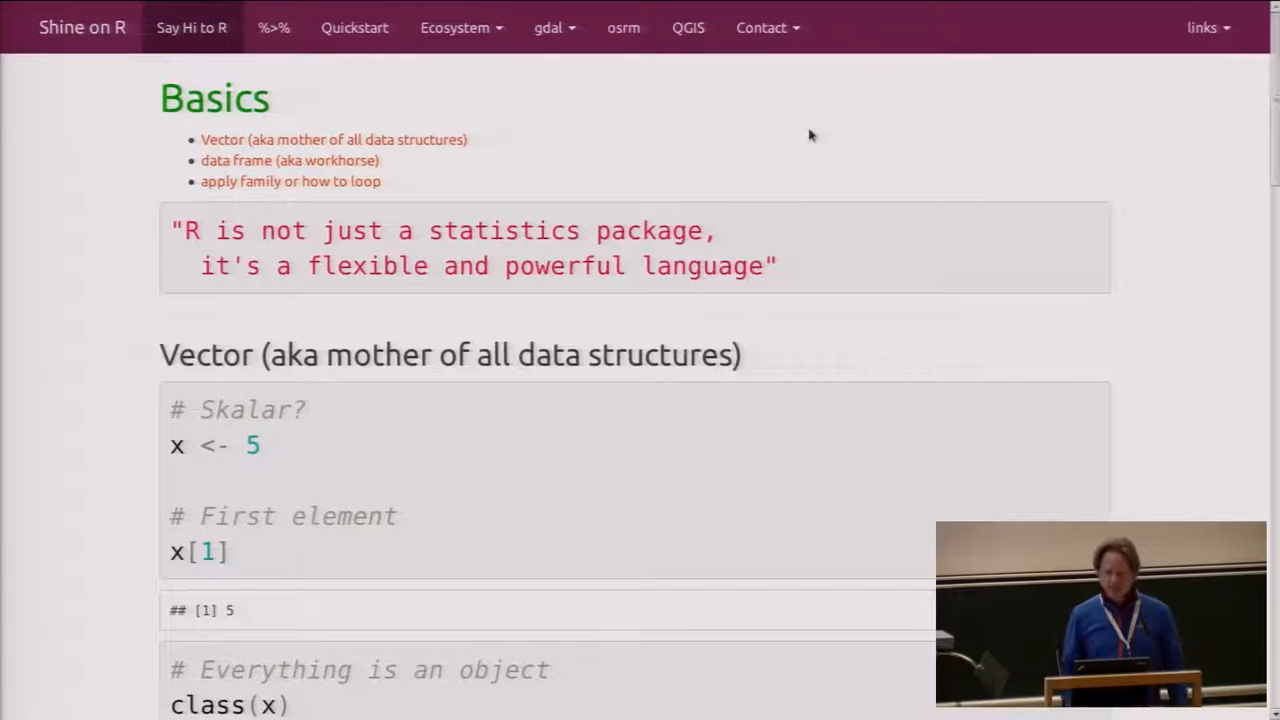 Shine on R Say Hi to R %>% Quickstart Ecosystem gdal osrm QGIS Contact links
Basics
Vector (aka mother of all data structures)
data frame (aka workhorse)
apply family or how to loop
"R is not just a statistics package,
it's a flexible and powerful language"
Vector (aka mother of all data structures)
# Skalar?
x <- 5
# First element
x[1]
## [1] 5
# Everything is an object
class(x)